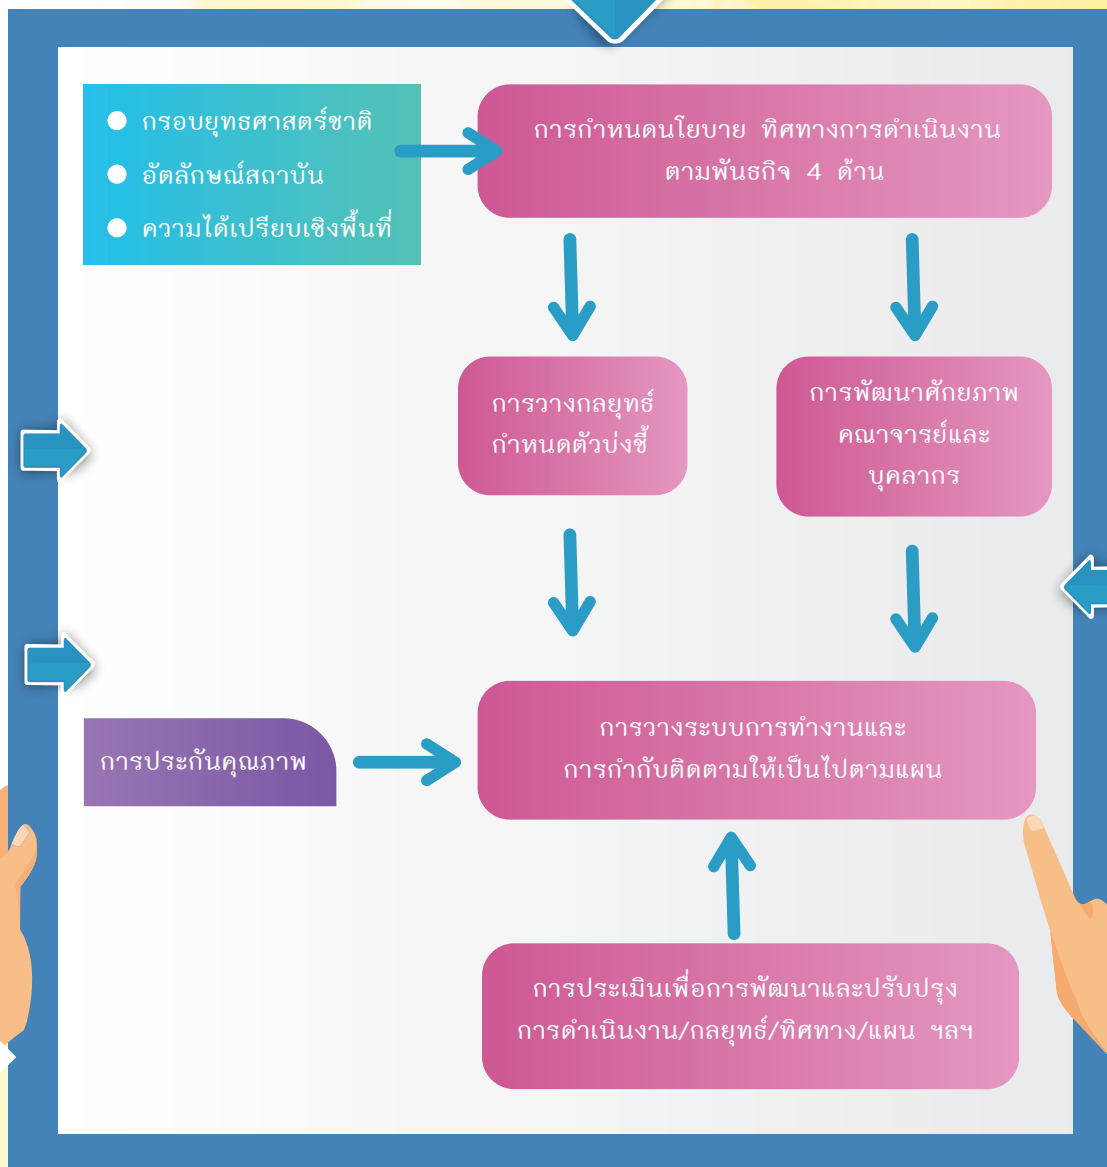 กรอบยุทธศาสตร์ชาติ
อัตลักษณ์สถาบัน
ความได้เปรียบเชิงพื้นที่
การกำหนดนโยบาย ทิศทางการดำเนินงาน
ตามพันธกิจ 4 ด้าน
การวางกลยุทธ์
กำหนดตัวบ่งชี้
การพัฒนาศักยภาพ
คณาจารย์และ
บุคลากร
การประกันคุณภาพ
การวางระบบการทำงานและ
การกำกับติดตามให้เป็นไปตามแผน
การประเมินเพื่อการพัฒนาและปรับปรุง
การดำเนินงาน/กลยุทธ์/ทิศทาง/แผน ฯลฯ